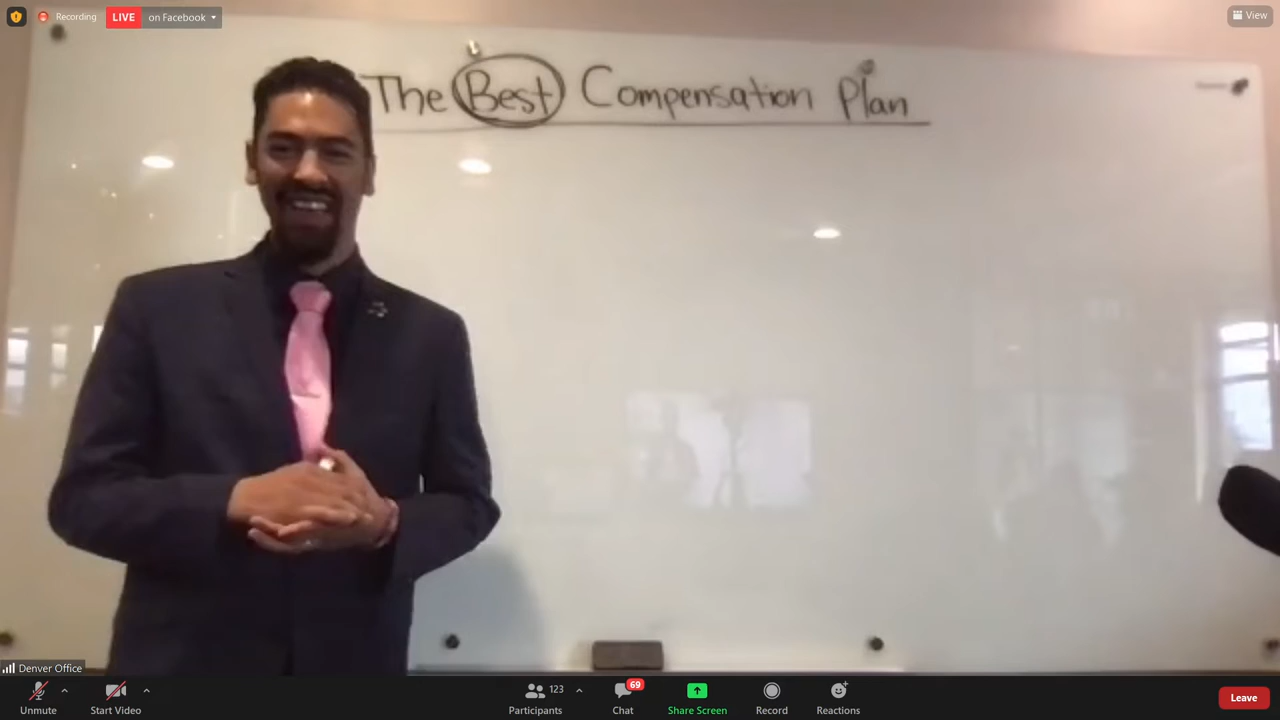 Recording
LIVE on Facebook
View
The Best Compensation Plan
Denver Office
Unmute
Start Video
Participants 123
Chat 69
Share Screen
Record
Reactions
Leave